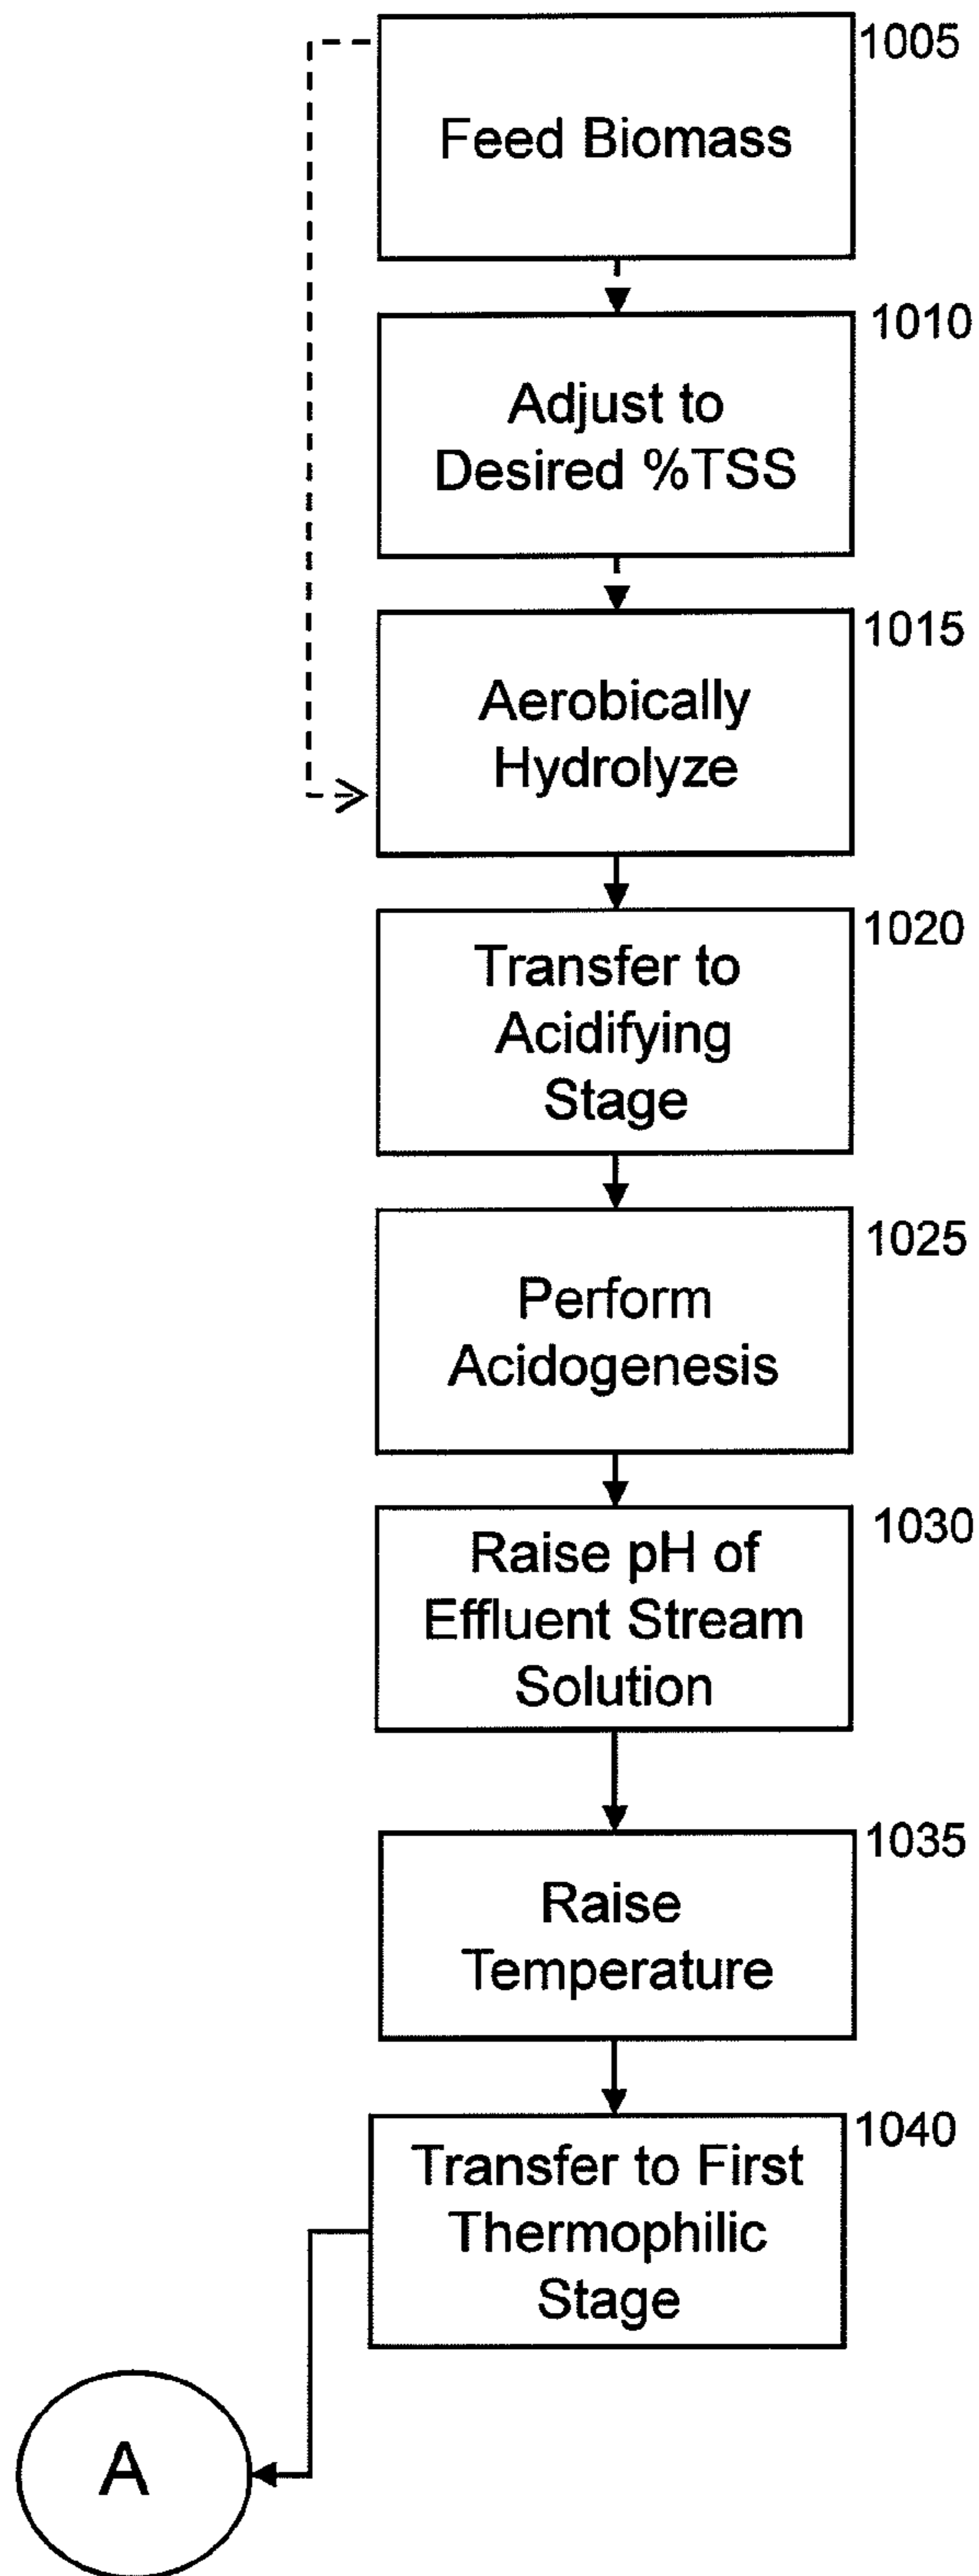 1005
Feed Biomass
1010
Adjust to
Desired %TSS
1015
Aerobically
Hydrolyze
1020
Transfer to
Acidifying
Stage
1025
Perform
Acidogenesis
1030
Raise pH of
Effluent Stream
Solution
1035
Raise
Temperature
1040
Transfer to First
Thermophilic
Stage
A